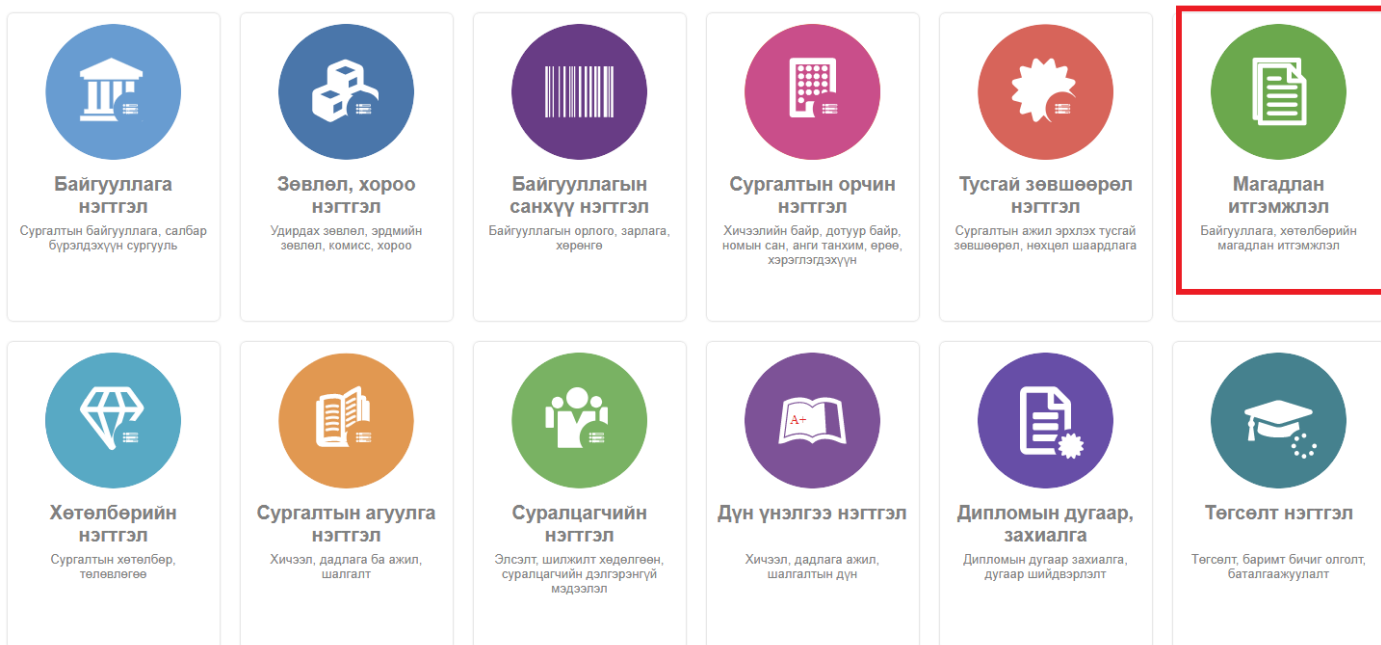 Байгууллага
нэгтгэл
Сургалтын байгууллага, салбар
бүрэлдэхүүн сургууль
Зөвлөл, хороо
нэгтгэл
Удирдах зөвлөл, эрдмийн
зөвлөл, комисс, хороо
Байгууллагын
санхүү нэгтгэл
Байгууллагын орлого, зарлага,
хөрөнгө
Сургалтын орчин
нэгтгэл
Хичээлийн байр, дотуур байр,
номын сан, анги танхим, өрөө,
хэрэглэгдэхүүн
Тусгай зөвшөөрөл
нэгтгэл
Сургалтын ажил эрхлэх тусгай
зөвшөөрөл, нөхцөл шаардлага
Магадлан
итгэмжлэл
Байгууллага, хөтөлбөрийн
магадлан итгэмжлэл
Хөтөлбөрийн
нэгтгэл
Сургалтын хөтөлбөр,
төлөвлөгөө
Сургалтын агуулга
нэгтгэл
Хичээл, дадлага ба ажил,
шалгалт
Суралцагчийн
нэгтгэл
Элсэлт, шилжилт хөдөлгөөн,
суралцагчийн дэлгэрэнгүй
мэдээлэл
A+
Дүн үнэлгээ нэгтгэл
Хичээл, дадлага ажил,
шалгалтын дүн
Дипломын дугаар,
захиалга
Дипломын дугаар захиалга,
дугаар шийдвэрлэлт
Төгсөлт нэгтгэл
Төгсөлт, баримт бичиг олголт,
баталгаажуулалт